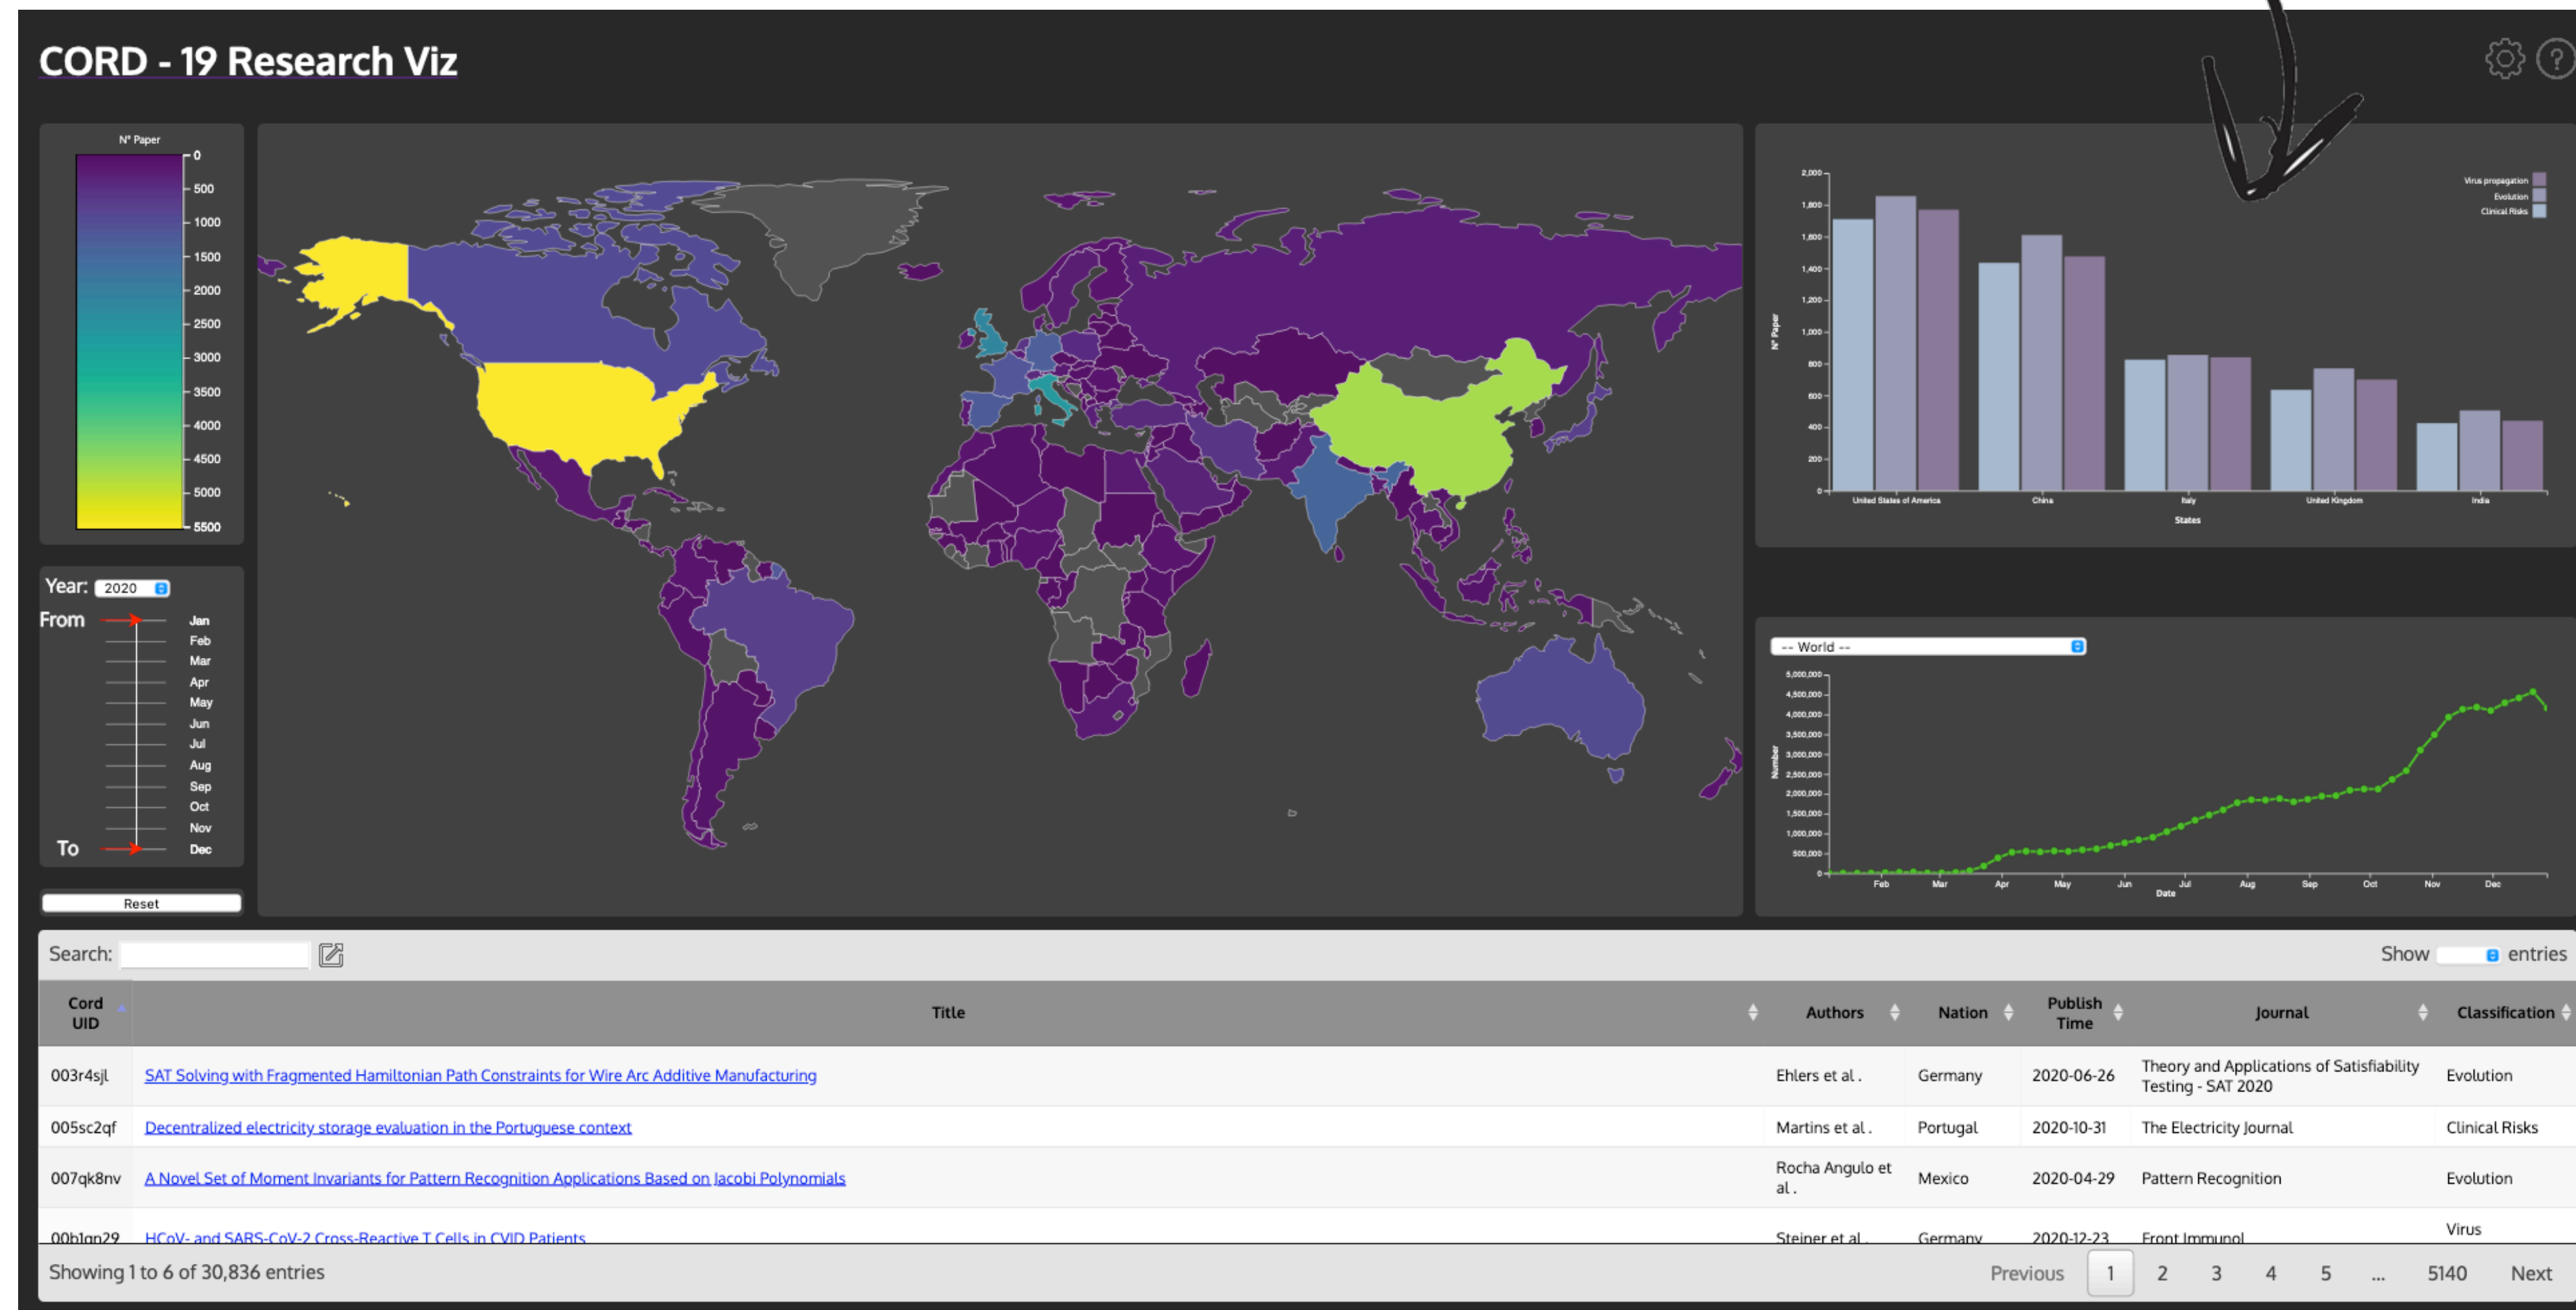 CORD - 19 Research Viz
N° Paper
0
500
1000
1500
2000
2500
3000
3500
4000
4500
5000
5500
Year: 2020
From
Jan
Feb
Mar
Apr
May
Jun
Jul
Aug
Sep
Oct
Nov
To
Dec
Reset
2,000
1,800
1,600
1,400
1,200
1,000
800
600
400
200
0
N° Paper
Virus propagation
Evolution
Clinical Risks
United States of America China Italy United Kingdom India
States
-- World --
5,000,000
4,500,000
4,000,000
3,500,000
3,000,000
2,500,000
2,000,000
1,500,000
1,000,000
500,000
0
Number
Feb Mar Apr May Jun Jul Aug Sep Oct Nov Dec
Date
Search:
Show entries
Cord UID Title Authors Nation Publish Time Journal Classification
003r4sjl SAT Solving with Fragmented Hamiltonian Path Constraints for Wire Arc Additive Manufacturing Ehlers et al . Germany 2020-06-26 Theory and Applications of Satisfiability Testing - SAT 2020 Evolution
005sc2qf Decentralized electricity storage evaluation in the Portuguese context Martins et al . Portugal 2020-10-31 The Electricity Journal Clinical Risks
007qk8nv A Novel Set of Moment Invariants for Pattern Recognition Applications Based on Jacobi Polynomials Rocha Angulo et al . Mexico 2020-04-29 Pattern Recognition Evolution
HCoV- and SARS-CoV-2 Cross-Reactive T Cells in CVID Patients Steiner et al . Germany 2020-12-23 Front Immunol Virus
Showing 1 to 6 of 30,836 entries
Previous 1 2 3 4 5 ... 5140 Next